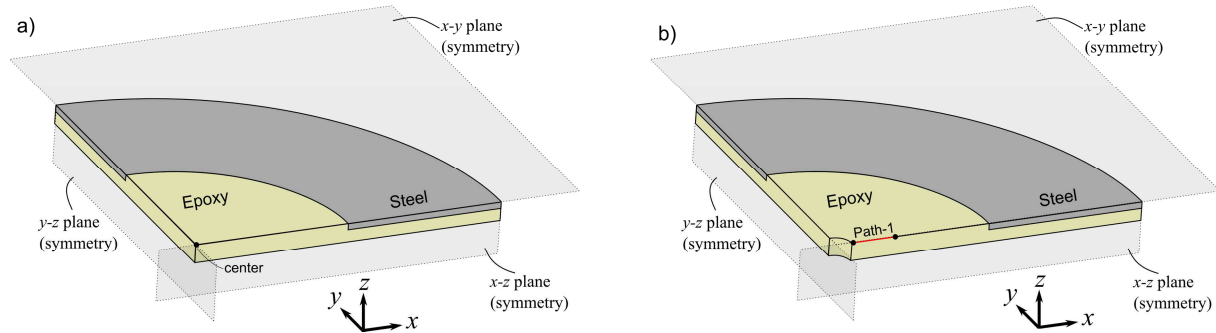 a)
x-y plane
(symmetry)
Epoxy
Steel
y-z plane
(symmetry)
center
x-z plane
(symmetry)
z
y
x
b)
x-y plane
(symmetry)
Epoxy
Steel
Path-1
y-z plane
(symmetry)
x-z plane
(symmetry)
z
y
x